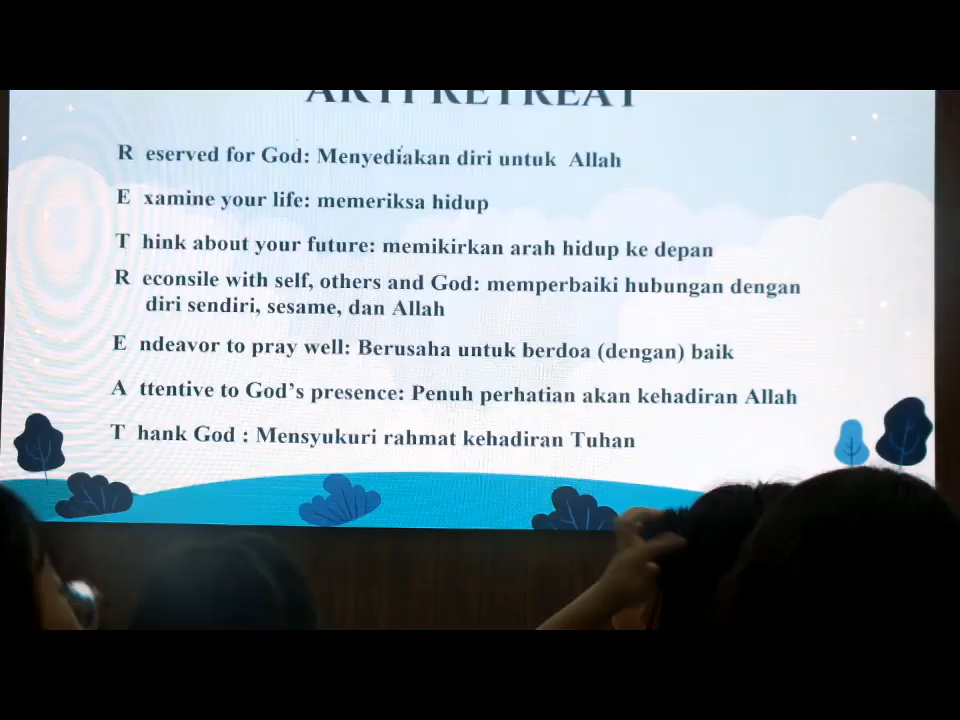 ARTI RETREAT
R eserved for God: Menyediakan diri untuk Allah
E xamine your life: memeriksa hidup
T hink about your future: memikirkan arah hidup ke depan
R econsile with self, others and God: memperbaiki hubungan dengan
diri sendiri, sesame, dan Allah
E ndeavor to pray well: Berusaha untuk berdoa (dengan) baik
A ttentive to God's presence: Penuh perhatian akan kehadiran Allah
T hank God : Mensyukuri rahmat kehadiran Tuhan